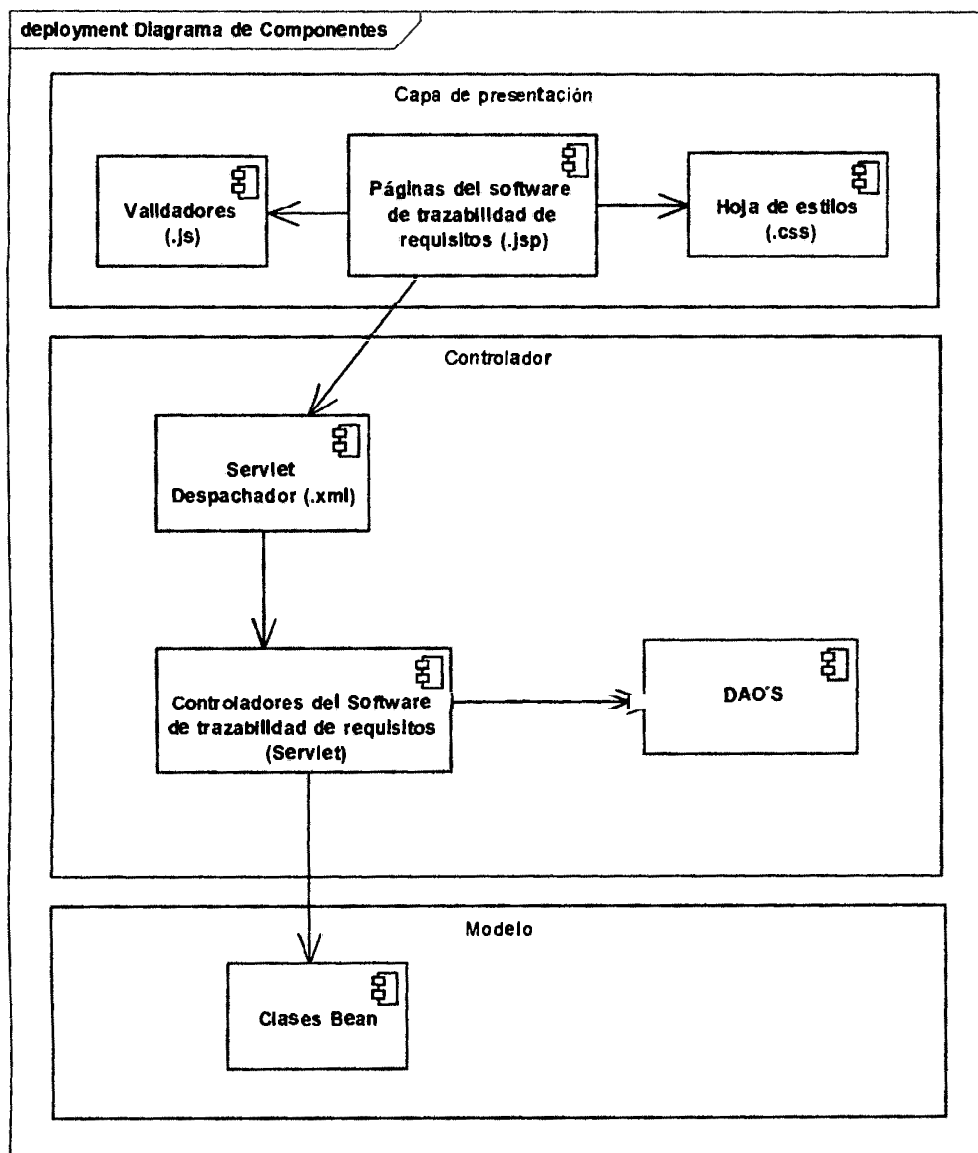 deployment Diagrama de Componentes
Capa de presentación
Validadores
(.js)
Páginas del software
de trazabilidad de
requisitos (.jsp)
Hoja de estilos
(.css)
Controlador
Servlet
Despachador (.xml)
Controladores del Software
de trazabilidad de requisitos
(Servlet)
DAO´S
Modelo
Clases Bean